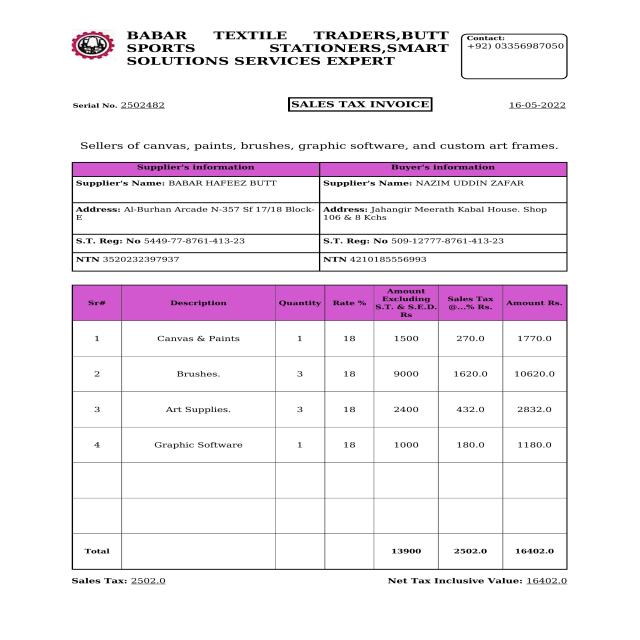 BABAR TEXTILE TRADERS,BUTT
SPORTS STATIONERS,SMART
SOLUTIONS SERVICES EXPERT
Contact:
+92) 03356987050
Serial No. 2502482
SALES TAX INVOICE
16-05-2022
Sellers of canvas, paints, brushes, graphic software, and custom art frames.
Supplier's information Buyer's information
Supplier's Name: BABAR HAFEEZ BUTT Supplier's Name: NAZIM UDDIN ZAFAR
Address: Al-Burhan Arcade N-357 Sf 17/18 Block-
E
Address: Jahangir Meerath Kabal House. Shop
106 & 8 Kchs
S.T. Reg: No 5449-77-8761-413-23 S.T. Reg: No 509-12777-8761-413-23
NTN 3520232397937 NTN 4210185556993
Sr# Description Quantity Rate % Amount Excluding S.T. & S.E.D. Rs Sales Tax @...% Rs. Amount Rs.
1 Canvas & Paints 1 18 1500 270.0 1770.0
2 Brushes. 3 18 9000 1620.0 10620.0
3 Art Supplies. 3 18 2400 432.0 2832.0
4 Graphic Software 1 18 1000 180.0 1180.0
Total 13900 2502.0 16402.0
Sales Tax: 2502.0 Net Tax Inclusive Value: 16402.0